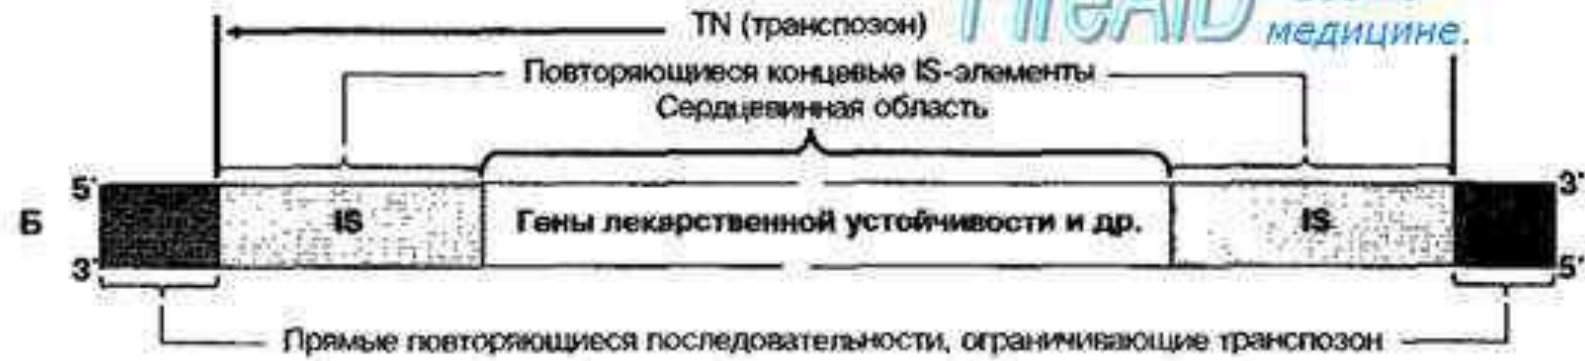 TN (транспозон)
медицине.
Повторяющиеся концевые IS-элементы
Сердцевинная область
5'
3'
Б
IS
Гены лекарственной устойчивости и др.
IS
3'
5'
Прямые повторяющиеся последовательности, ограничивающие транспозон